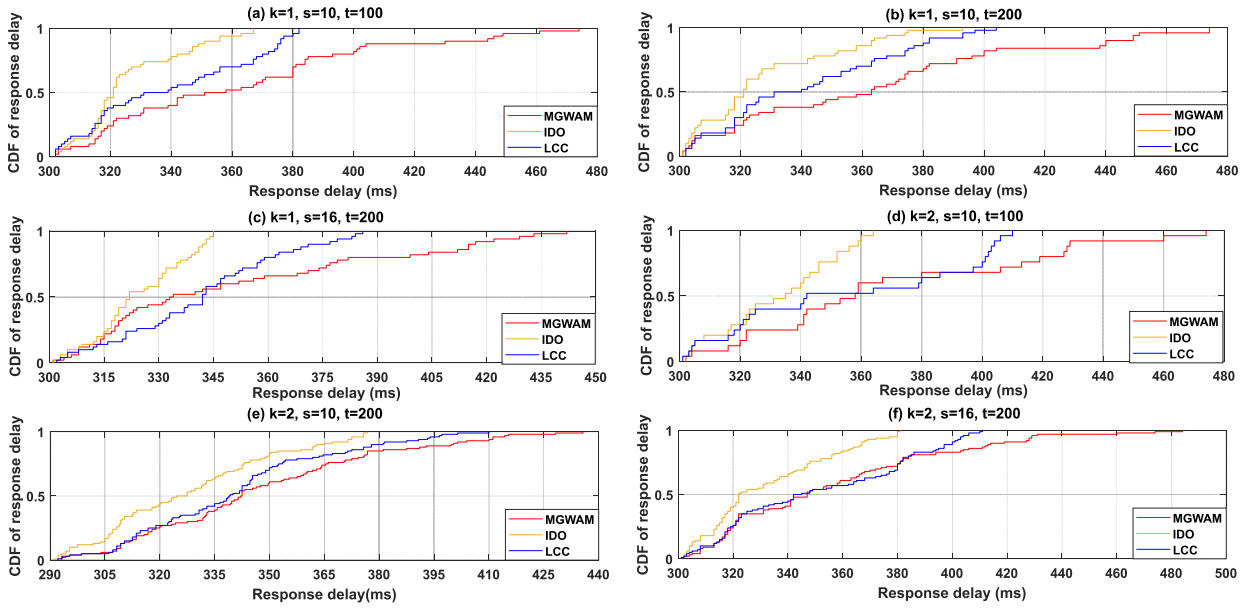 (a) k=1, s=10, t=100
CDF of response delay
1
0.5
0
300 320 340 360 380 400 420 440 460 480
Response delay (ms)
MGWAM
IDO
LCC
(b) k=1, s=10, t=200
CDF of response delay
1
0.5
0
300 320 340 360 380 400 420 440 460 480
Response delay (ms)
MGWAM
IDO
LCC
(c) k=1, s=16, t=200
CDF of response delay
1
0.5
0
300 315 330 345 360 375 390 405 420 435 450
Response delay (ms)
MGWAM
IDO
LCC
(d) k=2, s=10, t=100
CDF of response delay
1
0.5
0
300 320 340 360 380 400 420 440 460 480
Response delay (ms)
MGWAM
IDO
LCC
(e) k=2, s=10, t=200
CDF of response delay
1
0.5
0
290 305 320 335 350 365 375 395 410 425 440
Response delay(ms)
MGWAM
IDO
LCC
(f) k=2, s=16, t=200
CDF of response delay
1
0.5
0
300 320 340 360 380 400 420 440 460 480 500
Response delay (ms)
MGWAM
IDO
LCC